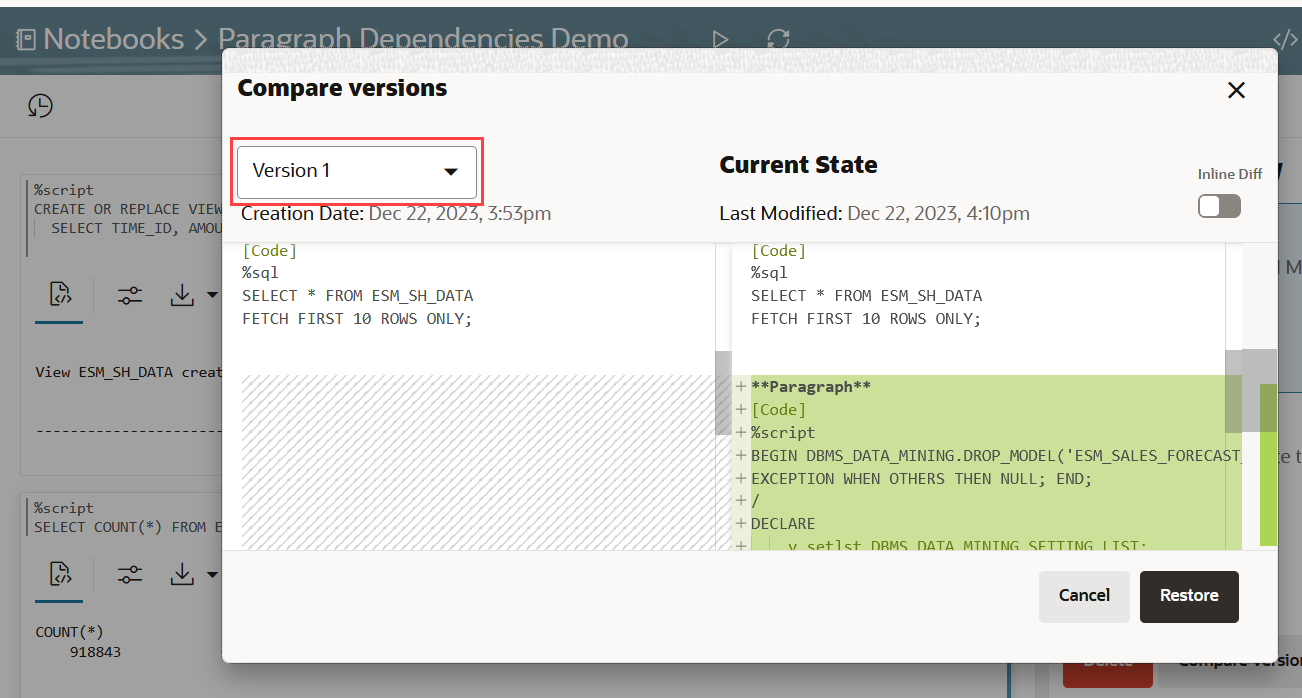 Notebooks > Paragraph Dependencies Demo
</>
Compare versions
Version 1
Creation Date: Dec 22, 2023, 3:53pm
Current State
Last Modified: Dec 22, 2023, 4:10pm
Inline Diff
[Code]
%sql
SELECT * FROM ESM_SH_DATA
FETCH FIRST 10 ROWS ONLY;
[Code]
%sql
SELECT * FROM ESM_SH_DATA
FETCH FIRST 10 ROWS ONLY;
+ **Paragraph**
+ [Code]
+ %script
+ BEGIN DBMS_DATA_MINING.DROP_MODEL('ESM_SALES_FORECAST_
+ EXCEPTION WHEN OTHERS THEN NULL; END;
+ /
+ DECLARE
+ v_setlst DBMS_DATA_MINING.SETTING_LIST;
Cancel
Restore
%script
CREATE OR REPLACE VIEW
SELECT TIME_ID, AMOU
View ESM_SH_DATA creat
--------------------
%script
SELECT COUNT(*) FROM E
COUNT(*)
918843
Delete
Compare Version